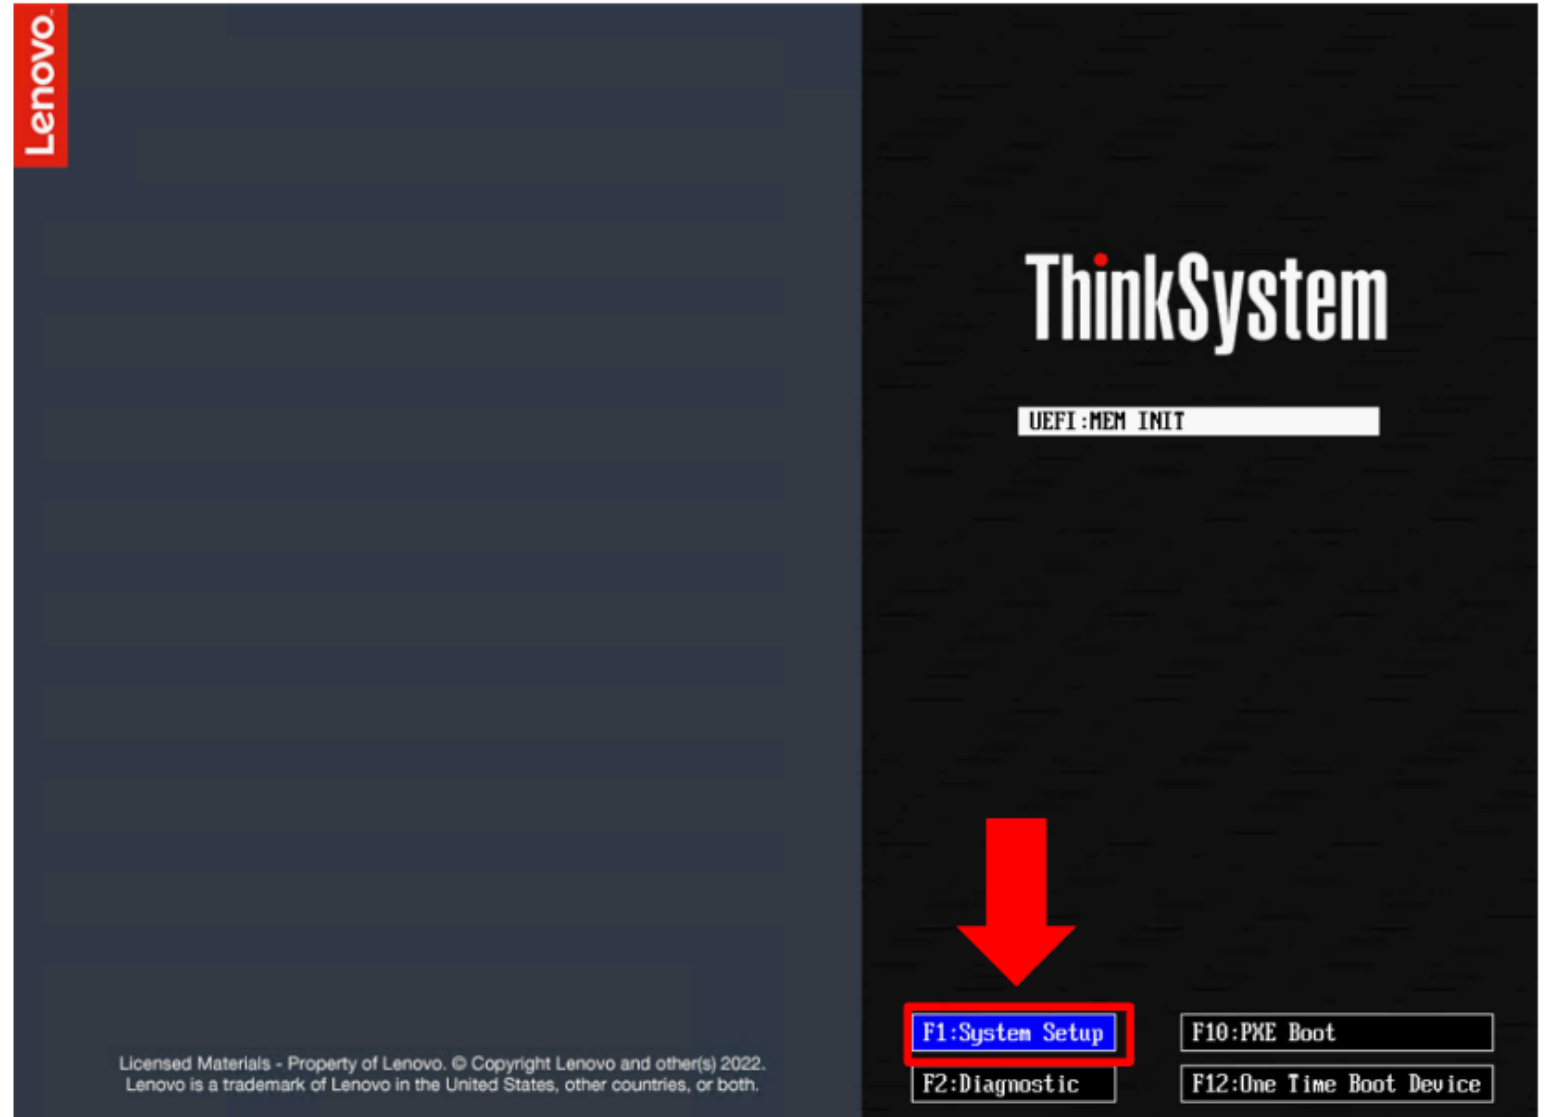 Lenovo.
ThinkSystem
UEFI:MEM INIT
F1:System Setup
F10:PXE Boot
F2:Diagnostic
F12:One Time Boot Device
Licensed Materials - Property of Lenovo. © Copyright Lenovo and other(s) 2022.
Lenovo is a trademark of Lenovo in the United States, other countries, or both.